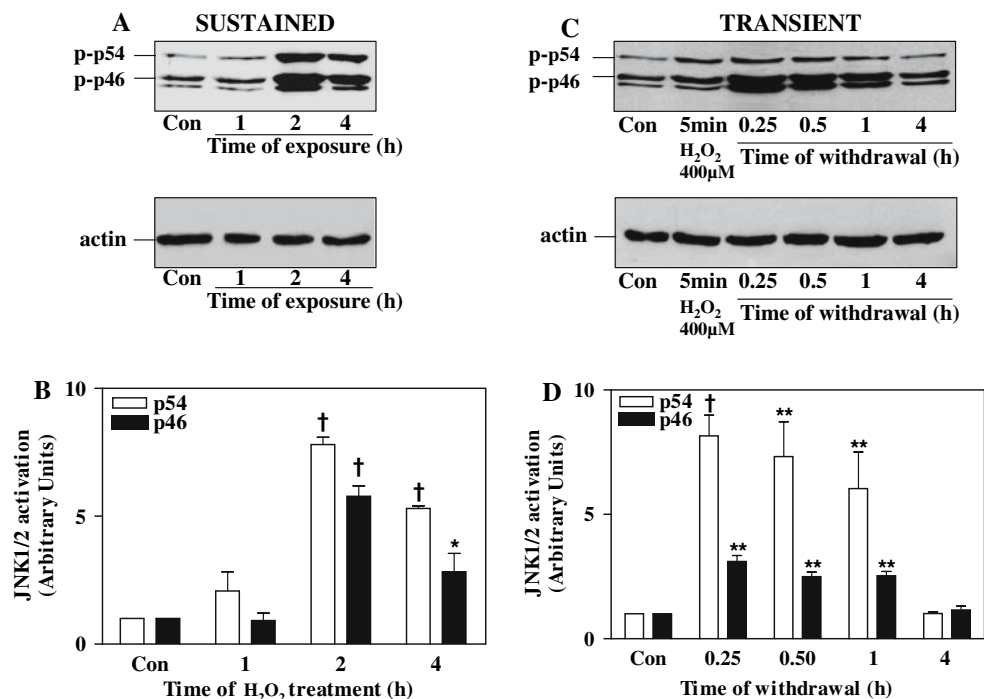 A
SUSTAINED
p-p54
p-p46
Con 1 2 4
Time of exposure (h)
actin
Con 1 2 4
Time of exposure (h)
C
TRANSIENT
p-p54
p-p46
Con 5min 0.25 0.5 1 4
H₂O₂
400µM
Time of withdrawal (h)
actin
Con 5min 0.25 0.5 1 4
H₂O₂
400µM
Time of withdrawal (h)
B
10
5
0
JNK1/2 activation
(Arbitrary Units)
p54
p46
†
†
†
*
Con 1 2 4
Time of H₂O₂ treatment (h)
D
10
5
0
JNK1/2 activation
(Arbitrary Units)
p54
p46
†
**
**
**
**
**
Con 0.25 0.50 1 4
Time of withdrawal (h)